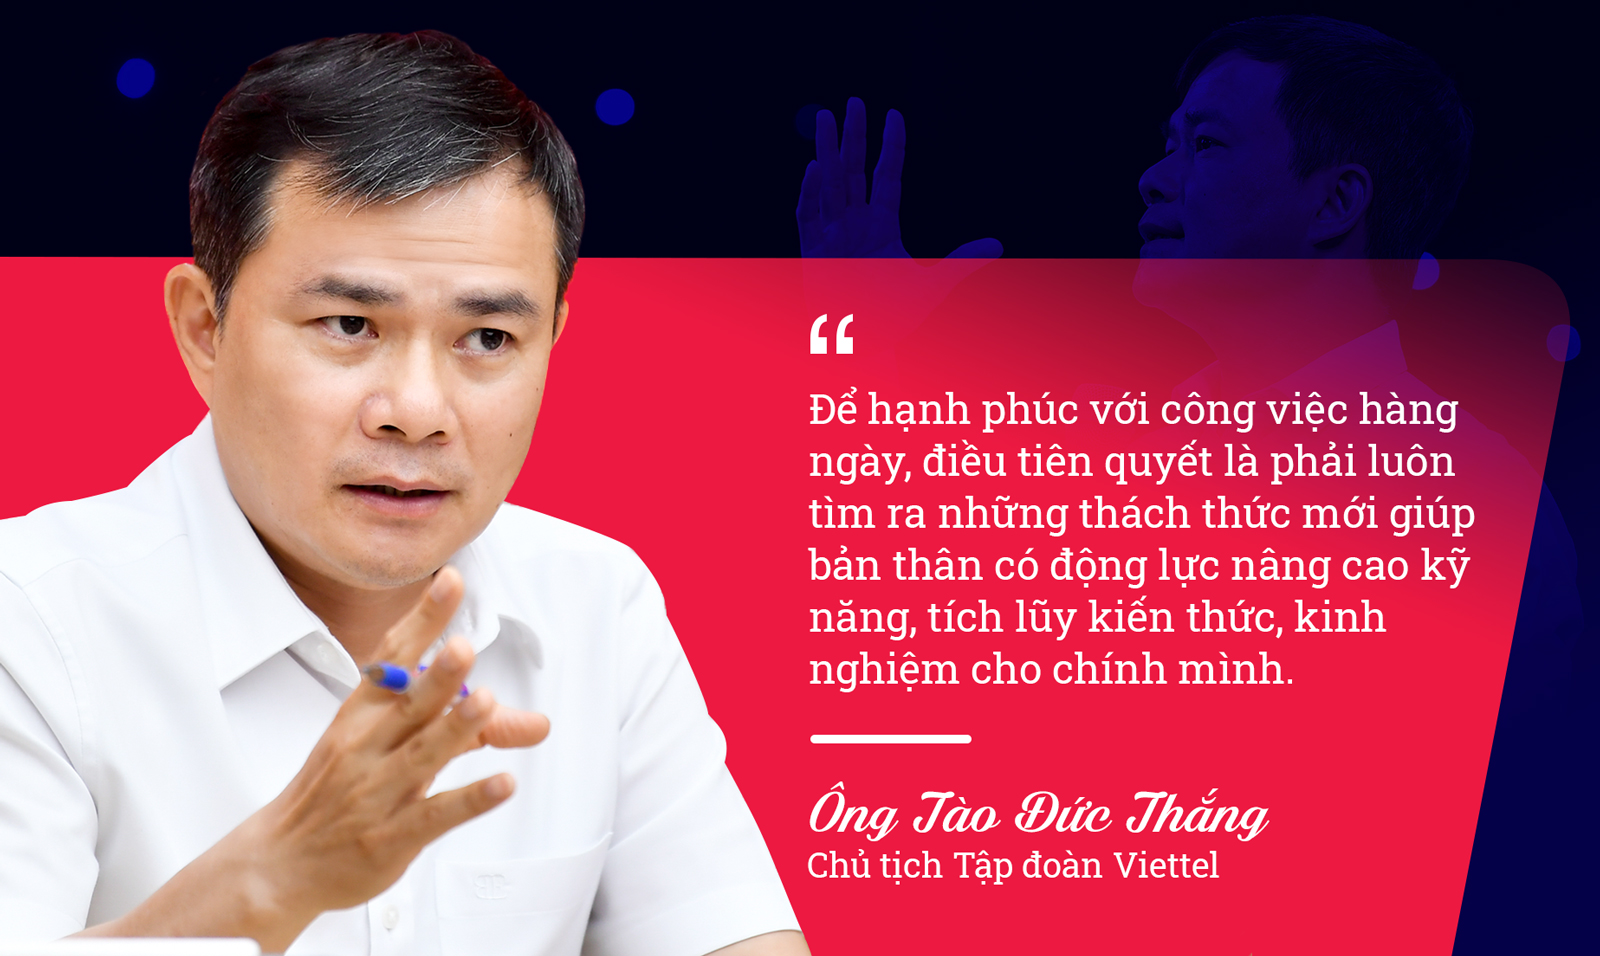 “
Để hạnh phúc với công việc hàng
ngày, điều tiên quyết là phải luôn
tìm ra những thách thức mới giúp
bản thân có động lực nâng cao kỹ
năng, tích lũy kiến thức, kinh
nghiệm cho chính mình.
Ông Tào Đức Thắng
Chủ tịch Tập đoàn Viettel